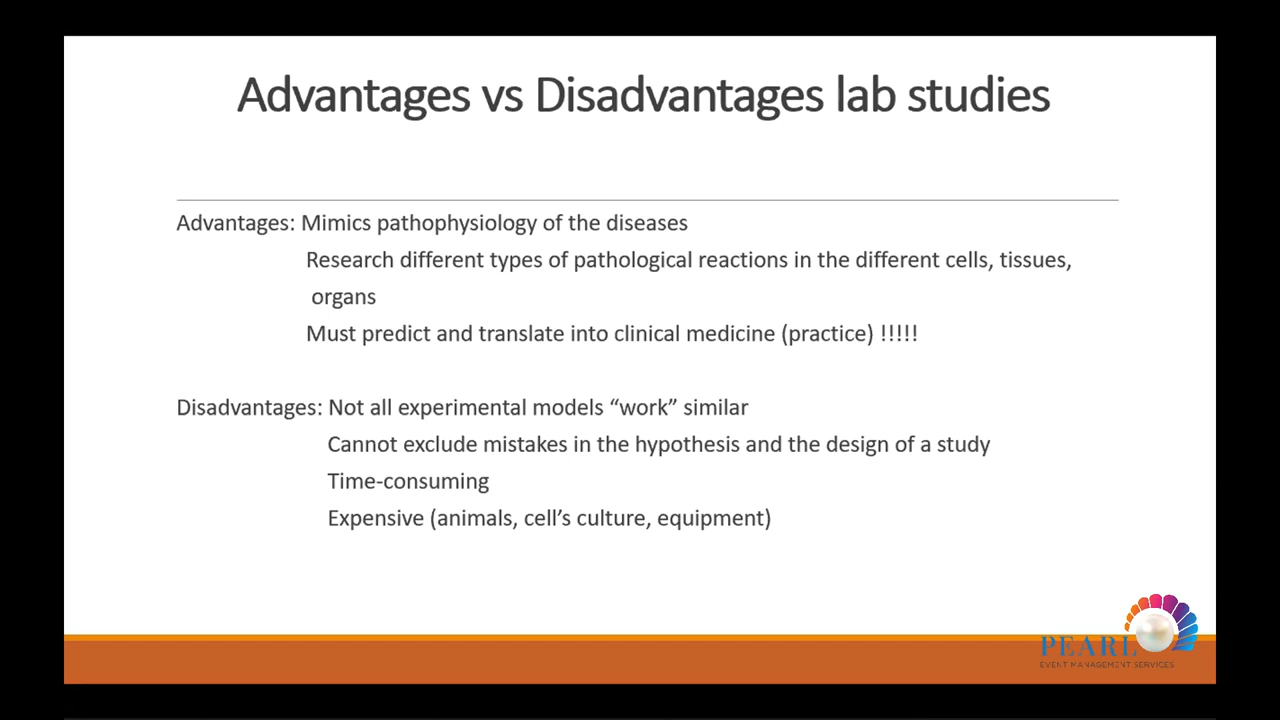 Advantages vs Disadvantages lab studies
Advantages: Mimics pathophysiology of the diseases
Research different types of pathological reactions in the different cells, tissues,
organs
Must predict and translate into clinical medicine (practice) !!!!!
Disadvantages: Not all experimental models “work” similar
Cannot exclude mistakes in the hypothesis and the design of a study
Time-consuming
Expensive (animals, cell’s culture, equipment)
PEARL
EVENT MANAGEMENT SERVICES